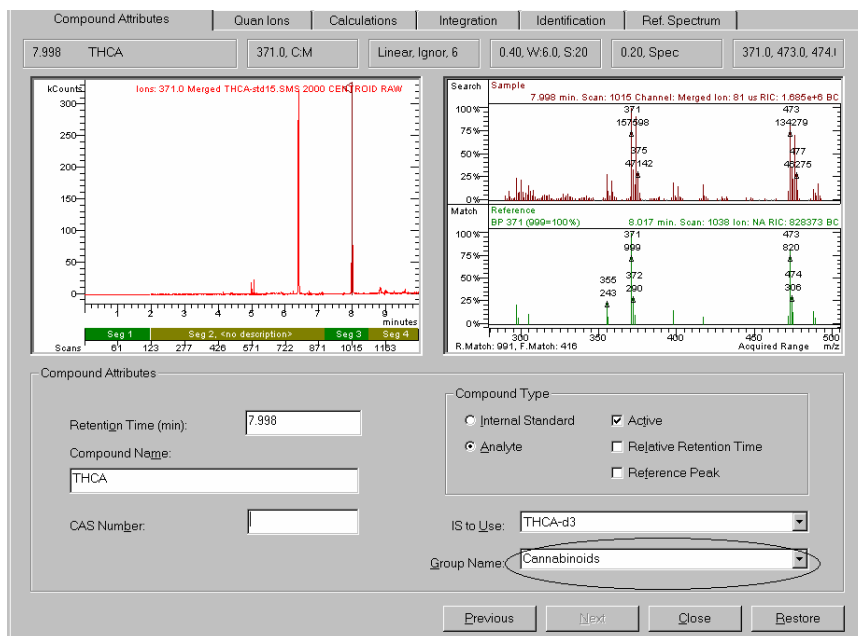 Compound Attributes Quan Ions Calculations Integration Identification Ref. Spectrum
7.998 THCA 371.0, C:M Linear, Ignor, 6 0.40, W:6.0, S:20 0.20, Spec 371.0, 473.0, 474.
kCounts Ions: 371.0 Merged THCA-std15.SMS 2000 CENTROID RAW
300
250
200
150
100
50
0
1 2 3 4 5 6 7 8 9
minutes
Seg 1 Seg 2, <no description> Seg 3 Seg 4
Scans 61 123 277 426 571 722 871 1015 1163
Search Sample
7.998 min. Scan: 1015 Channel: Merged Ion: 81 us RIC: 1.685e+6 BC
100% 371 473
157598 134279
75%
375 477
50% 47142 45275
25%
0%
Match Reference
BP 371 (999=100%) 8.017 min. Scan: 1038 Ion: NA RIC: 828373 BC
100% 371 473
999 820
75%
355 372 474
50% 243 290 306
25%
0%
300 350 400 450 500
R.Match: 991, F.Match: 416 Acquired Range m/z
Compound Attributes
Retention Time (min): 7.998
Compound Name:
THCA
CAS Number:
Compound Type
Internal Standard Active
Analyte Relative Retention Time
Reference Peak
IS to Use: THCA-d3
Group Name: Cannabinoids
Previous Next Close Restore